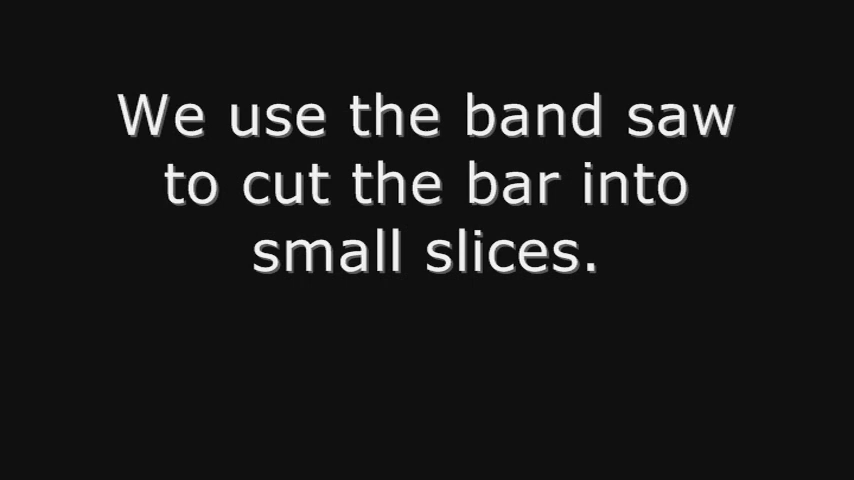 We use the band saw
to cut the bar into
small slices.